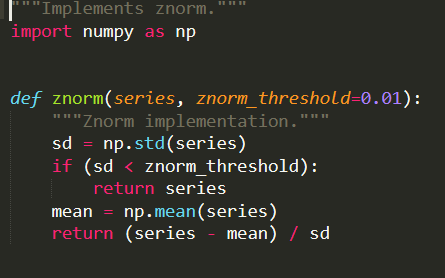 """Implements znorm."""
import numpy as np
def znorm(series, znorm_threshold=0.01):
"""Znorm implementation."""
sd = np.std(series)
if (sd < znorm_threshold):
return series
mean = np.mean(series)
return (series - mean) / sd